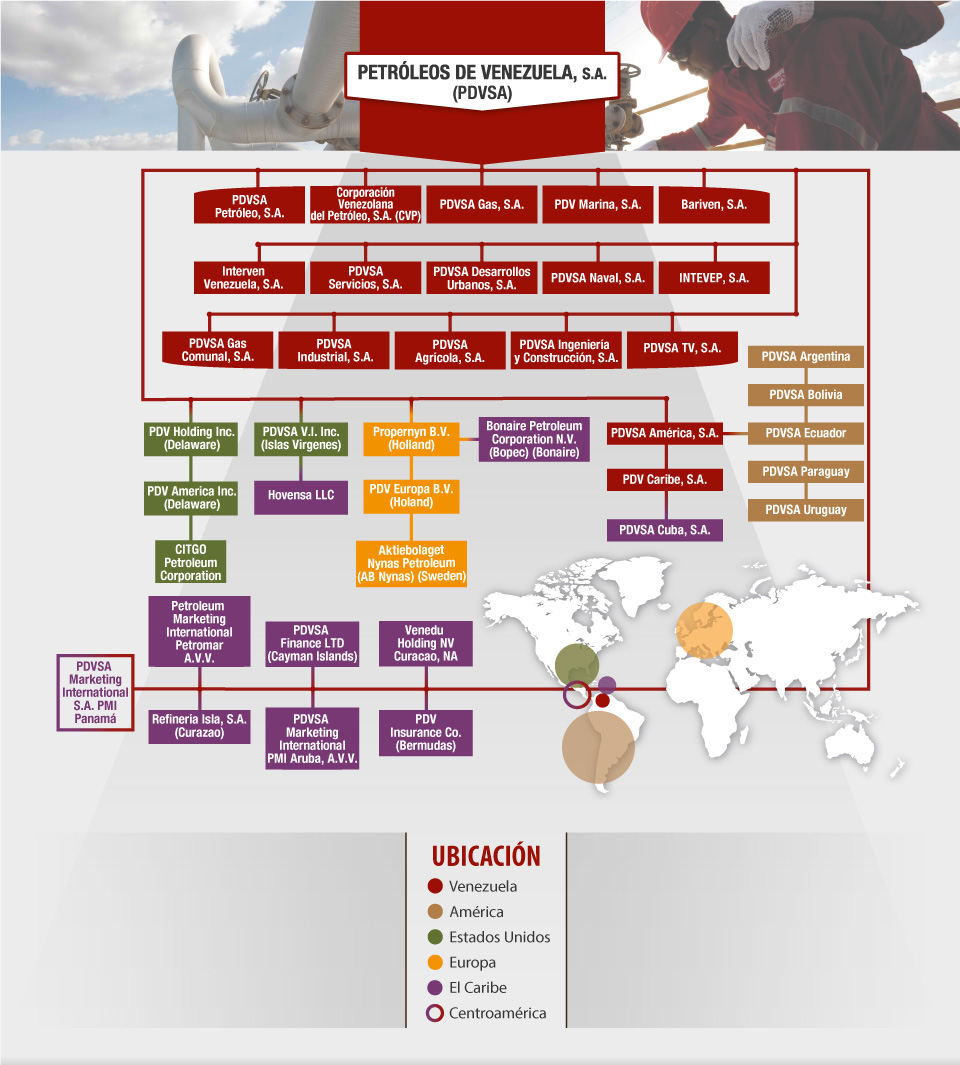 PETRÓLEOS DE VENEZUELA, S.A.
(PDVSA)
PDVSA
Petróleo, S.A.
Corporación
Venezolana
del Petróleo, S.A. (CVP)
PDVSA Gas, S.A.
PDV Marina, S.A.
Bariven, S.A.
Interven
Venezuela, S.A.
PDVSA
Servicios, S.A.
PDVSA Desarrollos
Urbanos, S.A.
PDVSA Naval, S.A.
INTEVEP, S.A.
PDVSA Gas
Comunal, S.A.
PDVSA
Industrial, S.A.
PDVSA
Agrícola, S.A.
PDVSA Ingeniería
y Construcción, S.A.
PDVSA TV, S.A.
PDVSA Argentina
PDVSA Bolivia
PDVSA Ecuador
PDVSA Paraguay
PDVSA Uruguay
PDV Holding Inc.
(Delaware)
PDVSA V.I. Inc.
(Islas Virgenes)
Propernyn B.V.
(Holland)
Bonaire Petroleum
Corporation N.V.
(Bopec) (Bonaire)
PDVSA América, S.A.
PDV America Inc.
(Delaware)
Hovensa LLC
PDV Europa B.V.
(Holand)
PDV Caribe, S.A.
CITGO
Petroleum
Corporation
Aktiebolaget
Nynas Petroleum
(AB Nynas) (Sweden)
PDVSA Cuba, S.A.
Petroleum
Marketing
International
Petromar
A.V.V.
PDVSA
Finance LTD
(Cayman Islands)
Venedu
Holding NV
Curacao, NA
PDVSA
Marketing
International
S.A. PMI
Panamá
Refinería Isla, S.A.
(Curazao)
PDVSA
Marketing
International
PMI Aruba, A.V.V.
PDV
Insurance Co.
(Bermudas)
UBICACIÓN
Venezuela
América
Estados Unidos
Europa
El Caribe
Centroamérica